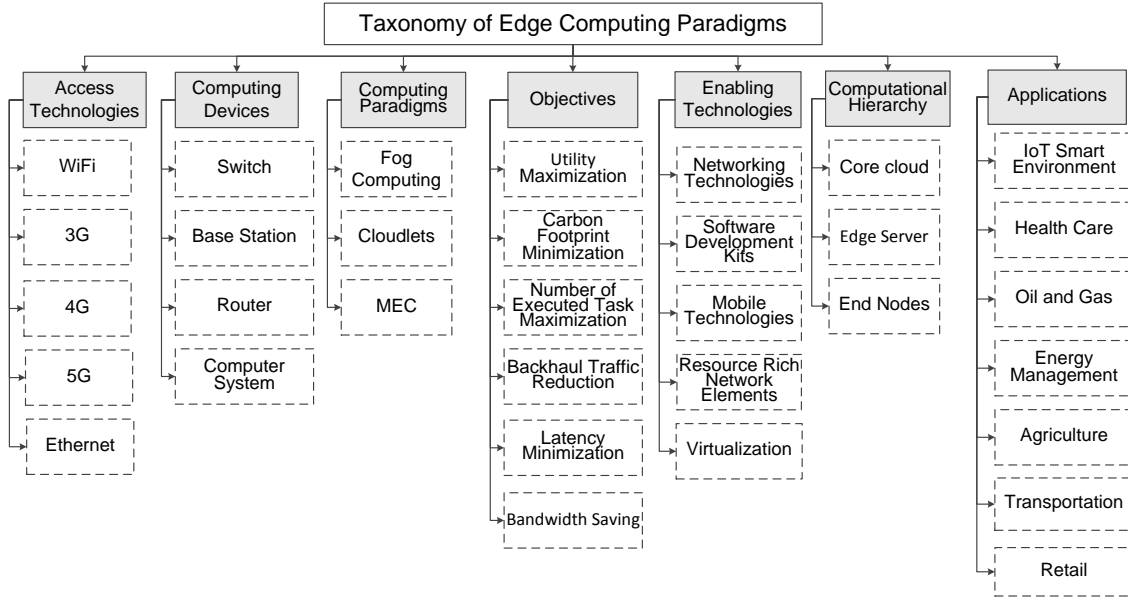 Taxonomy of Edge Computing Paradigms
Access
Technologies
WiFi
3G
4G
5G
Ethernet
Computing
Devices
Switch
Base Station
Router
Computer
System
Computing
Paradigms
Fog
Computing
Cloudlets
MEC
Objectives
Utility
Maximization
Carbon
Footprint
Minimization
Number of
Executed Task
Maximization
Backhaul Traffic
Reduction
Latency
Minimization
Bandwidth Saving
Enabling
Technologies
Networking
Technologies
Software
Development
Kits
Mobile
Technologies
Resource Rich
Network
Elements
Virtualization
Computational
Hierarchy
Core cloud
Edge Server
End Nodes
Applications
IoT Smart
Environment
Health Care
Oil and Gas
Energy
Management
Agriculture
Transportation
Retail